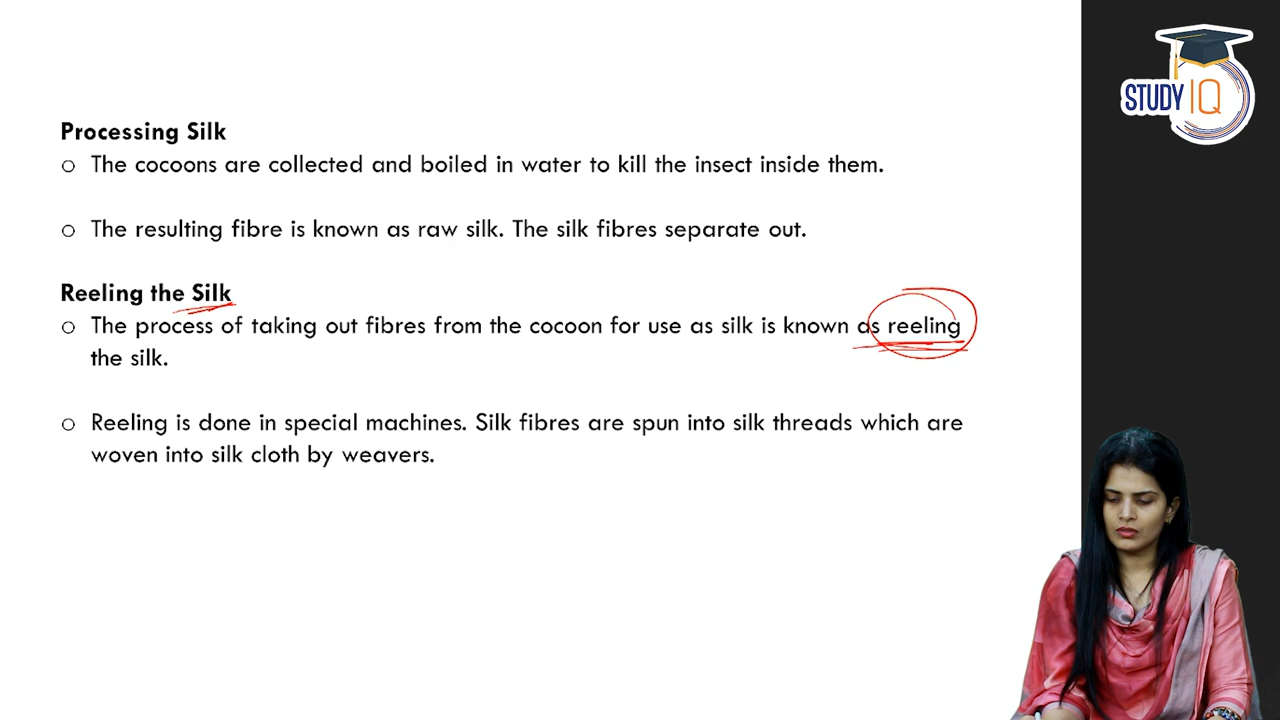 STUDY IQ
Processing Silk
o The cocoons are collected and boiled in water to kill the insect inside them.
o The resulting fibre is known as raw silk. The silk fibres separate out.
Reeling the Silk
o The process of taking out fibres from the cocoon for use as silk is known as reeling
the silk.
o Reeling is done in special machines. Silk fibres are spun into silk threads which are
woven into silk cloth by weavers.